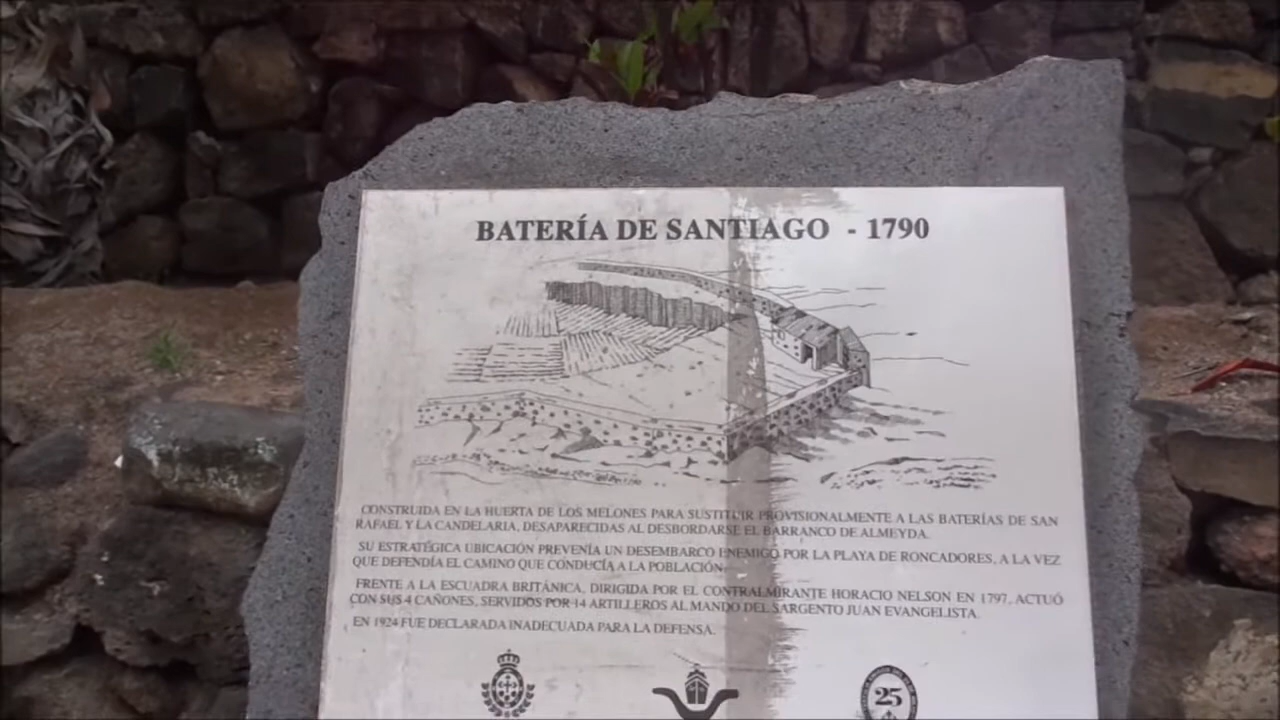 BATERÍA DE SANTIAGO - 1790
CONSTRUIDA EN LA HUERTA DE LOS MELONES PARA SUSTITUIR PROVISIONALMENTE A LAS BATERÍAS DE SAN
RAFAEL Y LA CANDELARIA, DESAPARECIDAS AL DESBORDARSE EL BARRANCO DE ALMEYDA.
SU ESTRATÉGICA UBICACIÓN PREVENÍA UN DESEMBARCO ENEMIGO POR LA PLAYA DE RONCADORES, A LA VEZ
QUE DEFENDÍA EL CAMINO QUE CONDUCÍA A LA POBLACIÓN.
FRENTE A LA ESCUADRA BRITÁNICA, DIRIGIDA POR EL CONTRALMIRANTE HORACIO NELSON EN 1797, ACTUÓ
CON SUS 4 CAÑONES, SERVIDOS POR 14 ARTILLEROS AL MANDO DEL SARGENTO JUAN EVANGELISTA.
EN 1924 FUE DECLARADA INADECUADA PARA LA DEFENSA.
25